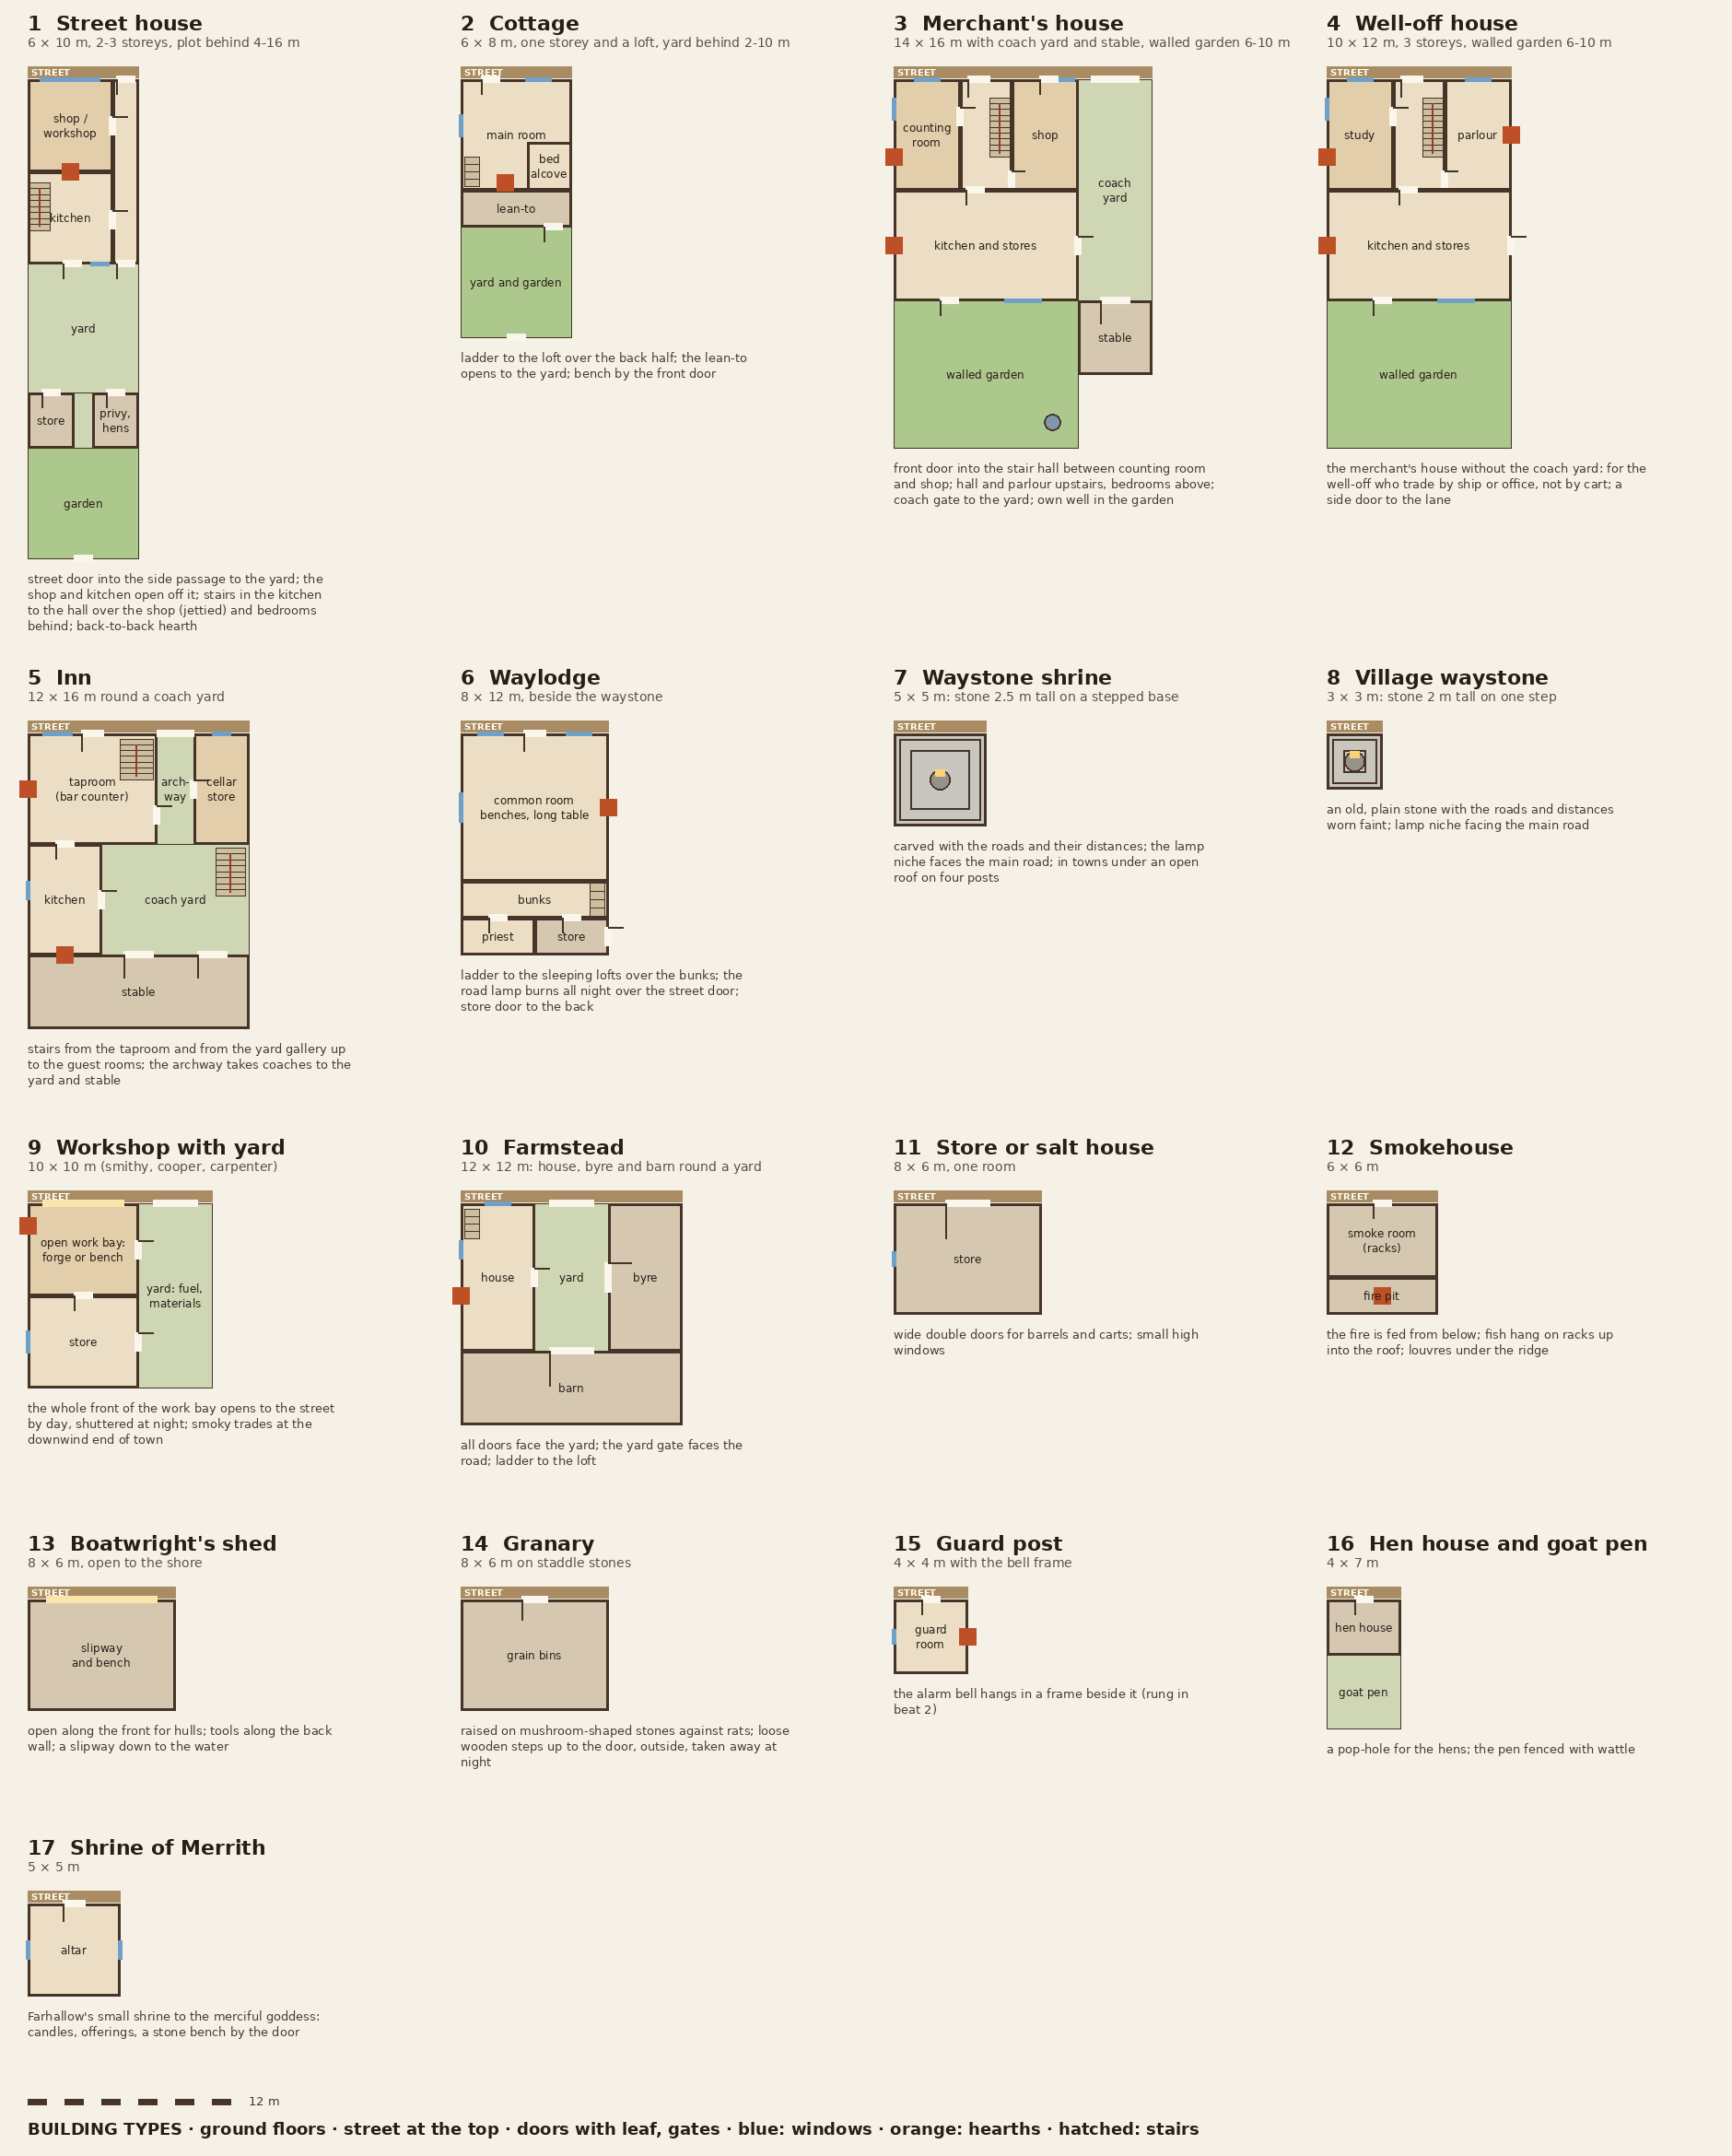 1 Street house
6 × 10 m, 2-3 storeys, plot behind 4-16 m
STREET
shop /
workshop
kitchen
yard
store
privy,
hens
garden
street door into the side passage to the yard; the
shop and kitchen open off it; stairs in the kitchen
to the hall over the shop (jettied) and bedrooms
behind; back-to-back hearth
2 Cottage
6 × 8 m, one storey and a loft, yard behind 2-10 m
STREET
main room
bed
alcove
lean-to
yard and garden
ladder to the loft over the back half; the lean-to
opens to the yard; bench by the front door
3 Merchant's house
14 × 16 m with coach yard and stable, walled garden 6-10 m
STREET
counting
room
shop
coach
yard
kitchen and stores
stable
walled garden
front door into the stair hall between counting room
and shop; hall and parlour upstairs, bedrooms above;
coach gate to the yard; own well in the garden
4 Well-off house
10 × 12 m, 3 storeys, walled garden 6-10 m
STREET
study
parlour
kitchen and stores
walled garden
the merchant's house without the coach yard: for the
well-off who trade by ship or office, not by cart; a
side door to the lane
5 Inn
12 × 16 m round a coach yard
STREET
taproom
(bar counter)
arch-
way
cellar
store
kitchen
coach yard
stable
stairs from the taproom and from the yard gallery up
to the guest rooms; the archway takes coaches to the
yard and stable
6 Waylodge
8 × 12 m, beside the waystone
STREET
common room
benches, long table
bunks
priest
store
ladder to the sleeping lofts over the bunks; the
road lamp burns all night over the street door;
store door to the back
7 Waystone shrine
5 × 5 m: stone 2.5 m tall on a stepped base
STREET
carved with the roads and their distances; the lamp
niche faces the main road; in towns under an open
roof on four posts
8 Village waystone
3 × 3 m: stone 2 m tall on one step
STREET
an old, plain stone with the roads and distances
worn faint; lamp niche facing the main road
9 Workshop with yard
10 × 10 m (smithy, cooper, carpenter)
STREET
open work bay:
forge or bench
yard: fuel,
materials
store
the whole front of the work bay opens to the street
by day, shuttered at night; smoky trades at the
downwind end of town
10 Farmstead
12 × 12 m: house, byre and barn round a yard
STREET
house
yard
byre
barn
all doors face the yard; the yard gate faces the
road; ladder to the loft
11 Store or salt house
8 × 6 m, one room
STREET
store
wide double doors for barrels and carts; small high
windows
12 Smokehouse
6 × 6 m
STREET
smoke room
(racks)
fire pit
the fire is fed from below; fish hang on racks up
into the roof; louvres under the ridge
13 Boatwright's shed
8 × 6 m, open to the shore
STREET
slipway
and bench
open along the front for hulls; tools along the back
wall; a slipway down to the water
14 Granary
8 × 6 m on staddle stones
STREET
grain bins
raised on mushroom-shaped stones against rats; loose
wooden steps up to the door, outside, taken away at
night
15 Guard post
4 × 4 m with the bell frame
STREET
guard
room
the alarm bell hangs in a frame beside it (rung in
beat 2)
16 Hen house and goat pen
4 × 7 m
STREET
hen house
goat pen
a pop-hole for the hens; the pen fenced with wattle
17 Shrine of Merrith
5 × 5 m
STREET
altar
Farhallow's small shrine to the merciful goddess:
candles, offerings, a stone bench by the door
12 m
BUILDING TYPES · ground floors · street at the top · doors with leaf, gates · blue: windows · orange: hearths · hatched: stairs